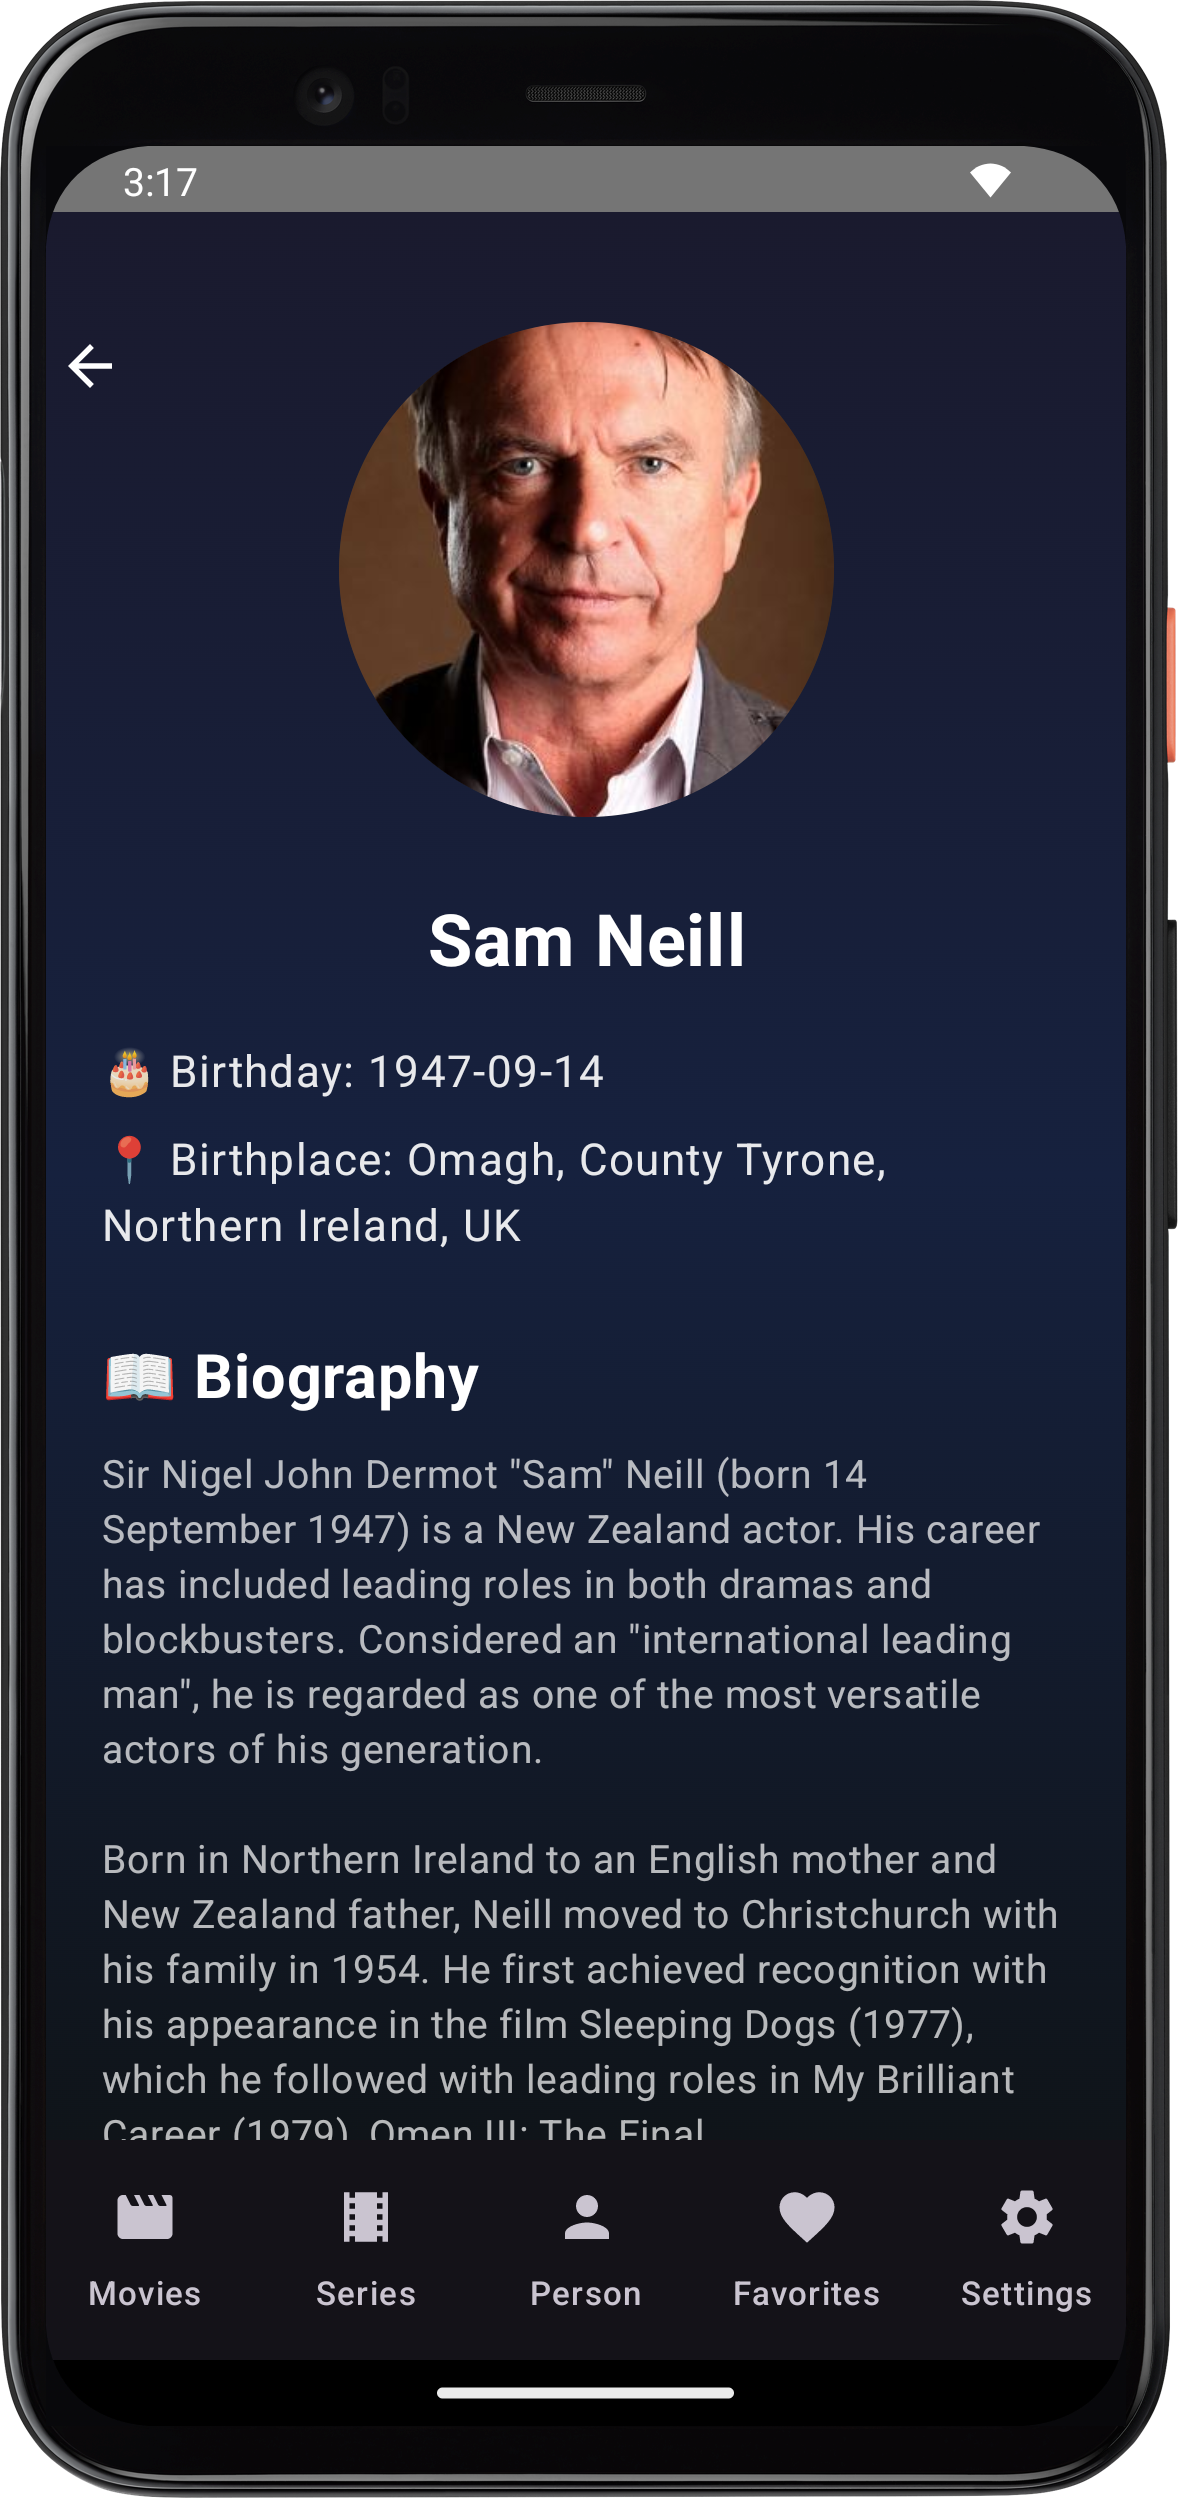 3:17
Sam Neill
🎂 Birthday: 1947-09-14
📍 Birthplace: Omagh, County Tyrone,
Northern Ireland, UK
📖 Biography
Sir Nigel John Dermot "Sam" Neill (born 14
September 1947) is a New Zealand actor. His career
has included leading roles in both dramas and
blockbusters. Considered an "international leading
man", he is regarded as one of the most versatile
actors of his generation.
Born in Northern Ireland to an English mother and
New Zealand father, Neill moved to Christchurch with
his family in 1954. He first achieved recognition with
his appearance in the film Sleeping Dogs (1977),
which he followed with leading roles in My Brilliant
Career (1979), Omen III: The Final
Movies
Series
Person
Favorites
Settings